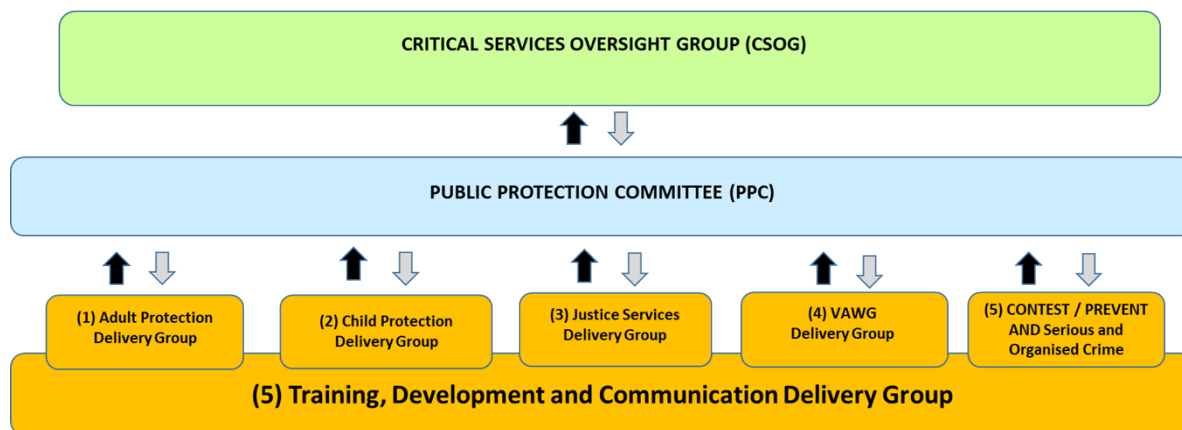 CRITICAL SERVICES OVERSIGHT GROUP (CSOG)
PUBLIC PROTECTION COMMITTEE (PPC)
(1) Adult Protection
Delivery Group
(2) Child Protection
Delivery Group
(3) Justice Services
Delivery Group
(4) VAWG
Delivery Group
(5) CONTEST / PREVENT
AND Serious and
Organised Crime
(5) Training, Development and Communication Delivery Group